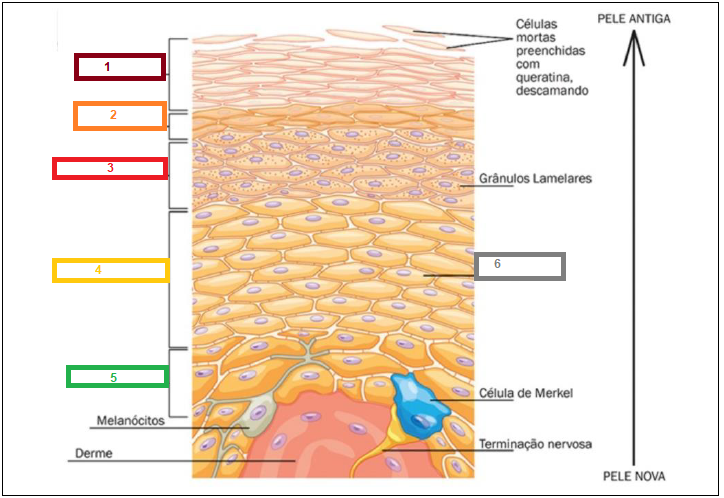 Células
mortas
preenchidas
com
queratina,
descamando
PELE ANTIGA
1
2
3
Grânulos Lamelares
4
6
5
Célula de Merkel
Melanócitos
Terminação nervosa
Derme
PELE NOVA